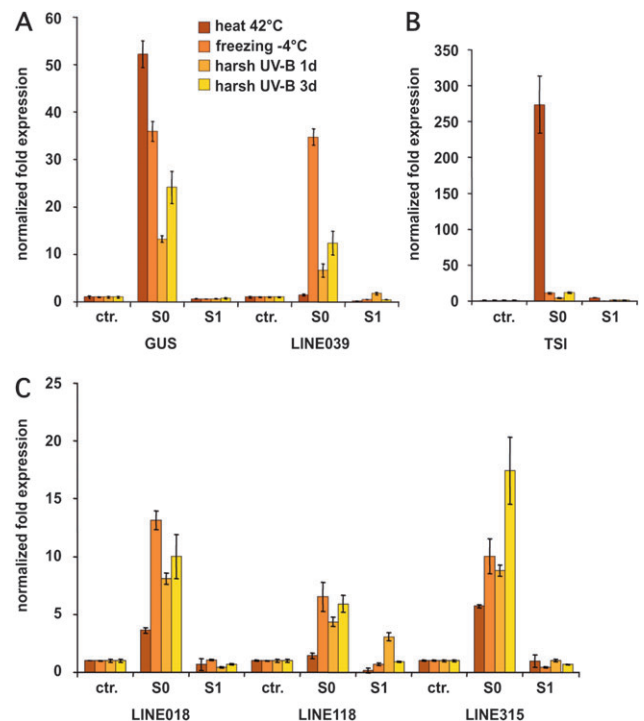 A
B
heat 42°C
freezing -4°C
harsh UV-B 1d
harsh UV-B 3d
normalized fold expression
60
50
40
30
20
10
0
ctr. S0 S1 ctr. S0 S1
GUS LINE039
normalized fold expression
350
300
250
200
150
100
50
0
ctr. S0 S1
TSI
C
normalized fold expression
25
20
15
10
5
0
ctr. S0 S1 ctr. S0 S1 ctr. S0 S1
LINE018 LINE118 LINE315